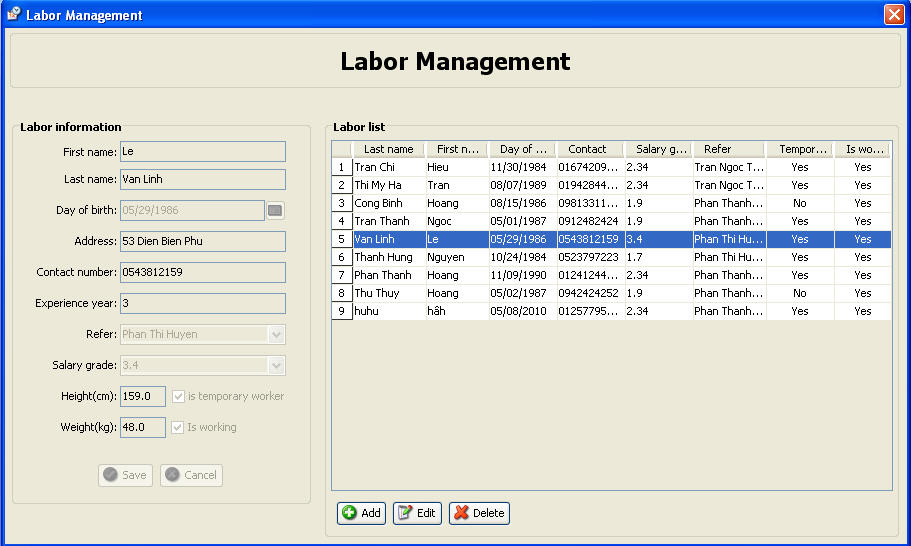 Labor Management
Labor Management
Labor information
First name: Le
Last name: Van Linh
Day of birth: 05/29/1986
Address: 53 Dien Bien Phu
Contact number: 0543812159
Experience year: 3
Refer: Phan Thi Huyen
Salary grade: 3.4
Height(cm): 159.0 is temporary worker
Weight(kg): 48.0 Is working
Save Cancel
Labor list
Last name First n... Day of ... Contact Salary g... Refer Tempor... Is wo...
1 Tran Chi Hieu 11/30/1984 01674209... 2.34 Tran Ngoc T... Yes Yes
2 Thi My Ha Tran 08/07/1989 01942844... 2.34 Tran Ngoc T... Yes Yes
3 Cong Binh Hoang 08/15/1986 09813311... 1.9 Phan Thanh... No Yes
4 Tran Thanh Ngoc 05/01/1987 0912482424 1.9 Phan Thanh... Yes Yes
5 Van Linh Le 05/29/1986 0543812159 3.4 Phan Thi Hu... Yes Yes
6 Thanh Hung Nguyen 10/24/1984 0523797223 1.7 Phan Thi Hu... Yes Yes
7 Phan Thanh Hoang 11/09/1990 01241244... 2.34 Phan Thanh... Yes Yes
8 Thu Thuy Hoang 05/02/1987 0942424252 1.9 Phan Thanh... No Yes
9 huhu hâh 05/08/2010 01257795... 2.34 Phan Thanh... Yes Yes
Add Edit Delete